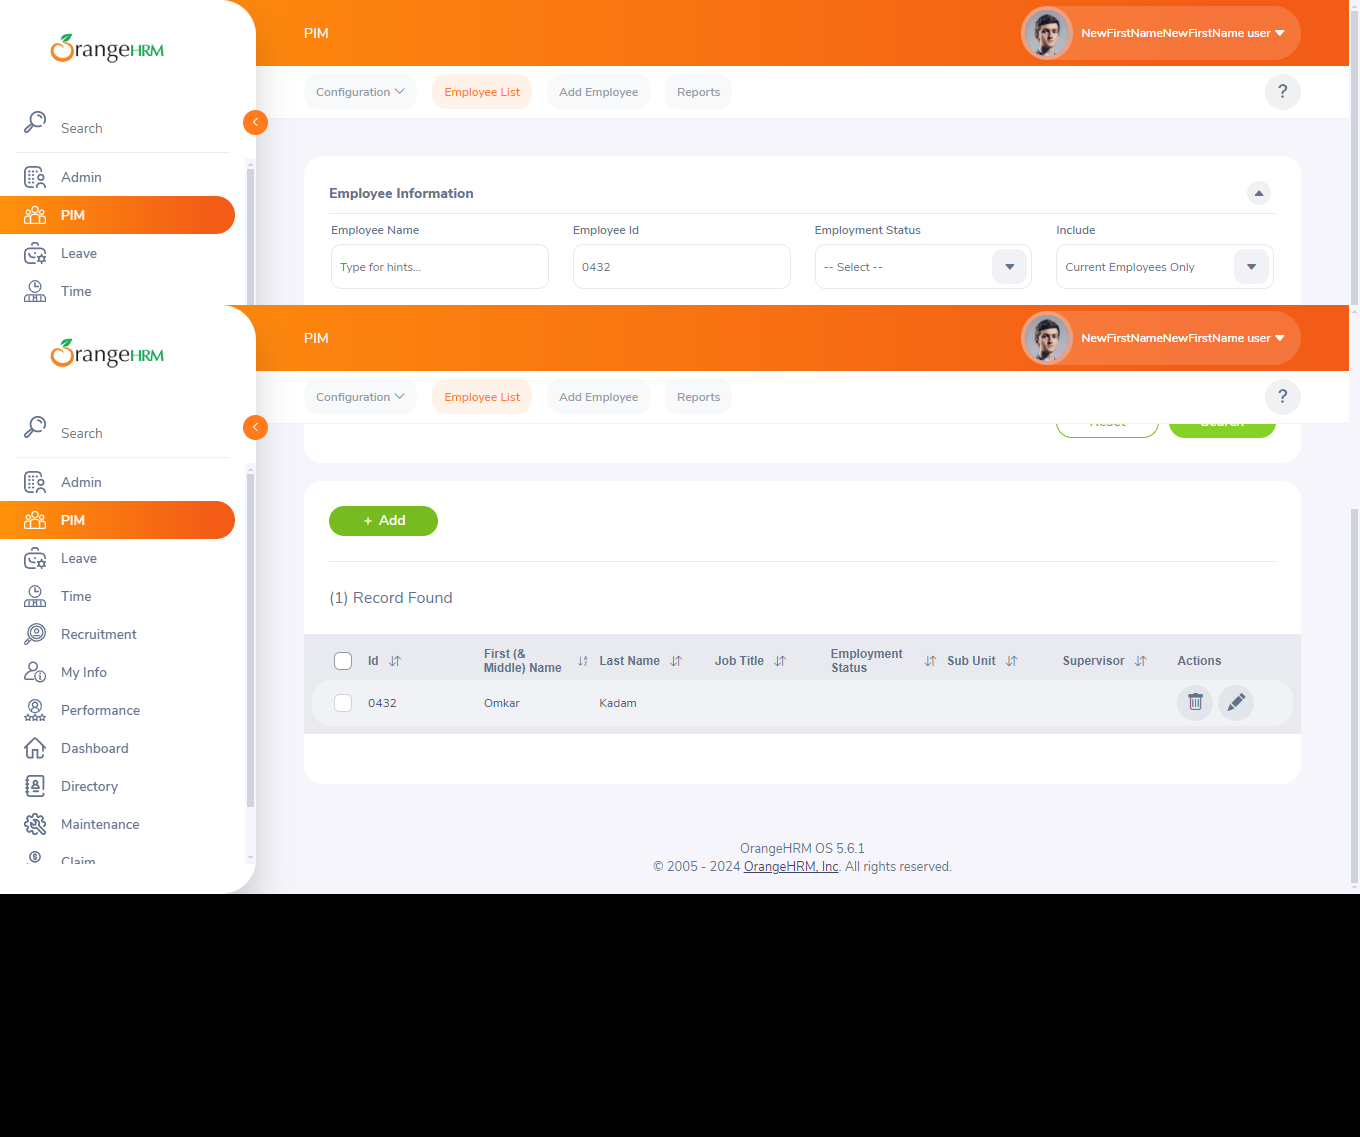 OrangeHRM
PIM
NewFirstNameNewFirstName user
Search
Configuration
Employee List
Add Employee
Reports
?
Admin
PIM
Leave
Time
Employee Information
Employee Name
Employee Id
Employment Status
Include
Type for hints...
0432
-- Select --
Current Employees Only
OrangeHRM
PIM
NewFirstNameNewFirstName user
Search
Configuration
Employee List
Add Employee
Reports
?
Reset
Search
Admin
PIM
Leave
Time
Recruitment
My Info
Performance
Dashboard
Directory
Maintenance
Claim
+ Add
(1) Record Found
Id
First (& Middle) Name
Last Name
Job Title
Employment Status
Sub Unit
Supervisor
Actions
0432
Omkar
Kadam
OrangeHRM OS 5.6.1
© 2005 - 2024 OrangeHRM, Inc. All rights reserved.